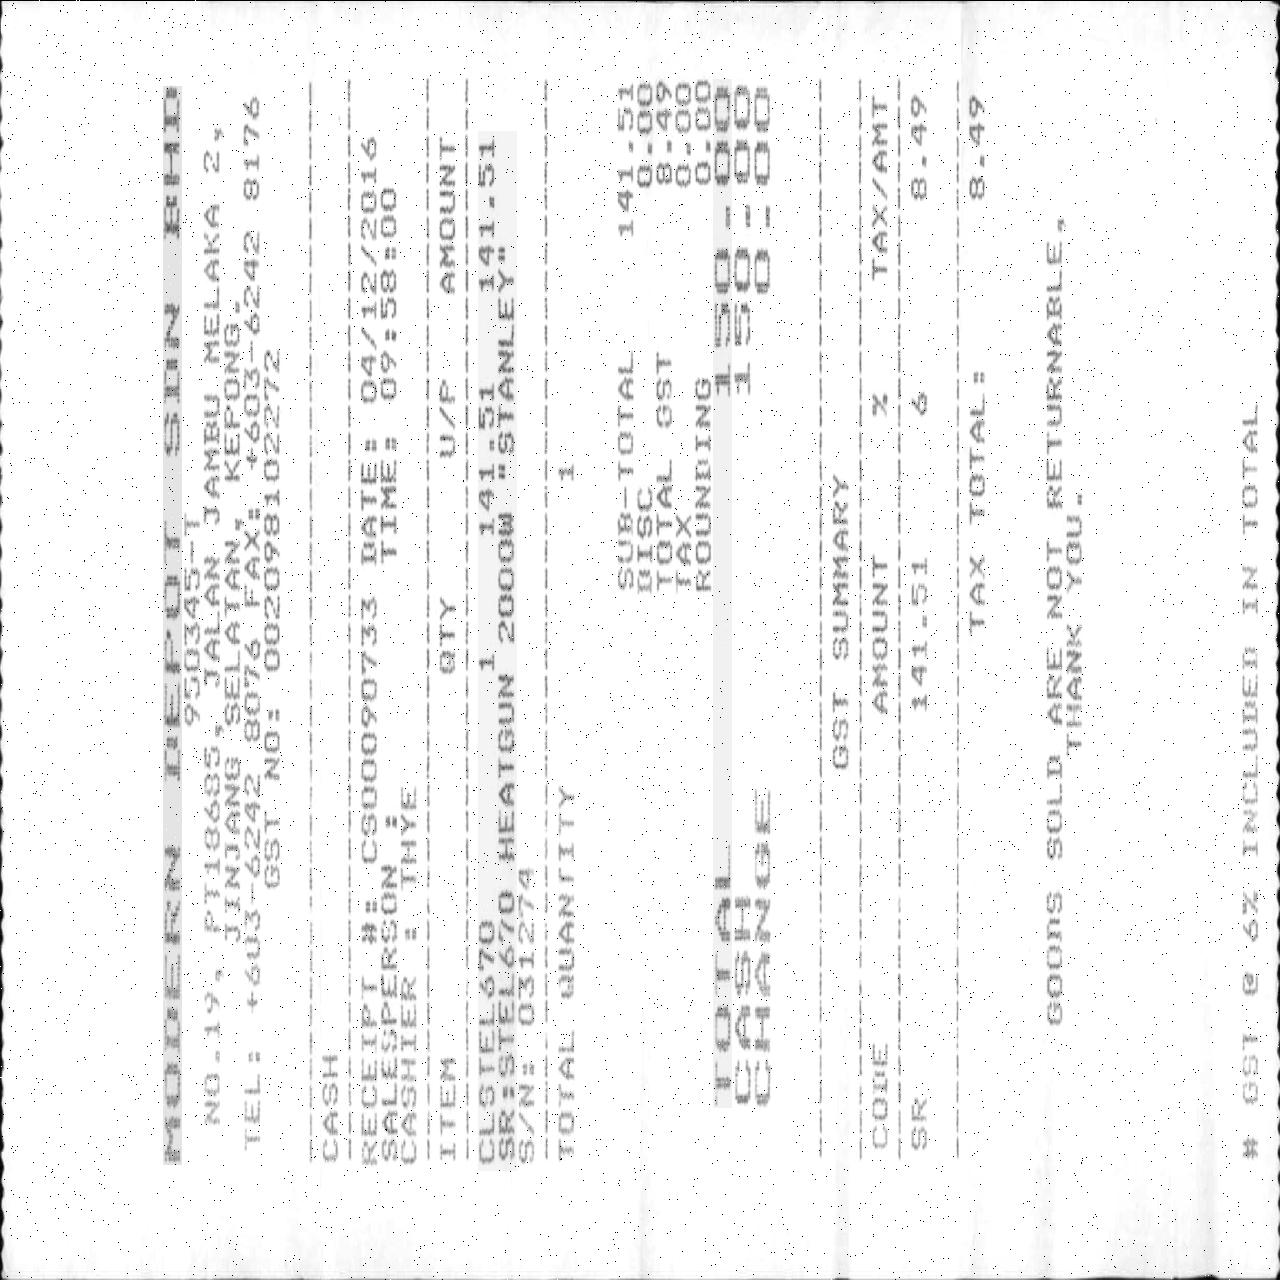 MODERN DEPOT SDN BHD
950345-T
NO.19, PT18685, JALAN JAMBU MELAKA 2,
JINJANG SELATAN, KEPONG.
TEL: +603-6242 8076 FAX: +603-6242 8176
GST NO: 002098102272
CASH
RECEIPT #: CS00090733 DATE: 04/12/2016
SALESPERSON : TIME: 09:58:00
CASHIER : THYE
ITEM QTY U/P AMOUNT
CLSTEL670 1 141.51 141.51
SR:STEL670 HEATGUN 2000W "STANLEY"
S/N: 031274
TOTAL QUANTITY 1
SUB-TOTAL 141.51
DISC 0.00
TOTAL GST 8.49
TAX 0.00
ROUNDING 0.00
TOTAL 150.00
CASH 150.00
CHANGE 0.00
GST SUMMARY
CODE AMOUNT % TAX/AMT
SR 141.51 6 8.49
TAX TOTAL: 8.49
GOODS SOLD ARE NOT RETURNABLE,
THANK YOU.
# GST @ 6% INCLUDED IN TOTAL